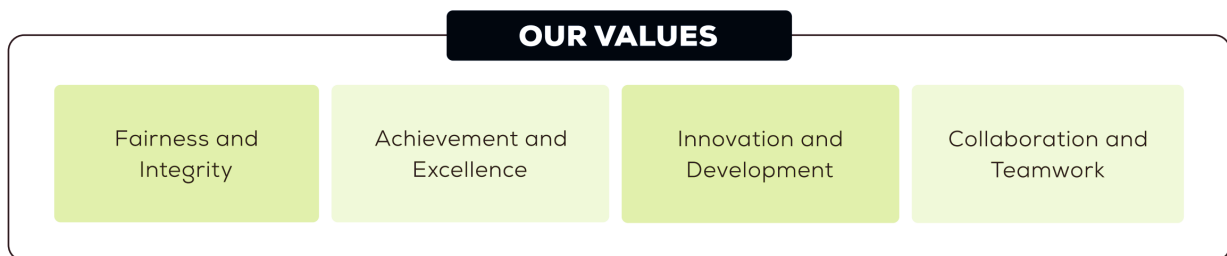 OUR VALUES
Fairness and
Integrity
Achievement and
Excellence
Innovation and
Development
Collaboration and
Teamwork